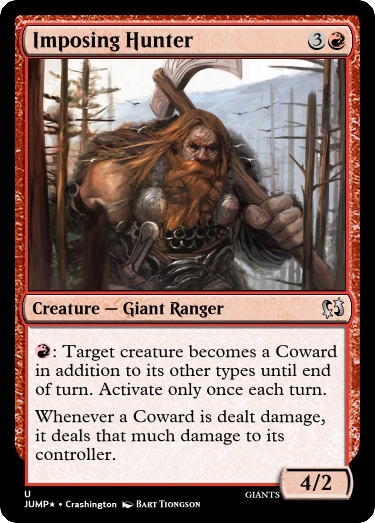 Imposing Hunter 3
Creature — Giant Ranger
: Target creature becomes a Coward
in addition to its other types until end
of turn. Activate only once each turn.
Whenever a Coward is dealt damage,
it deals that much damage to its
controller.
4/2
U
JUMP★ • Crashington Bart Tiongson
GIANTS